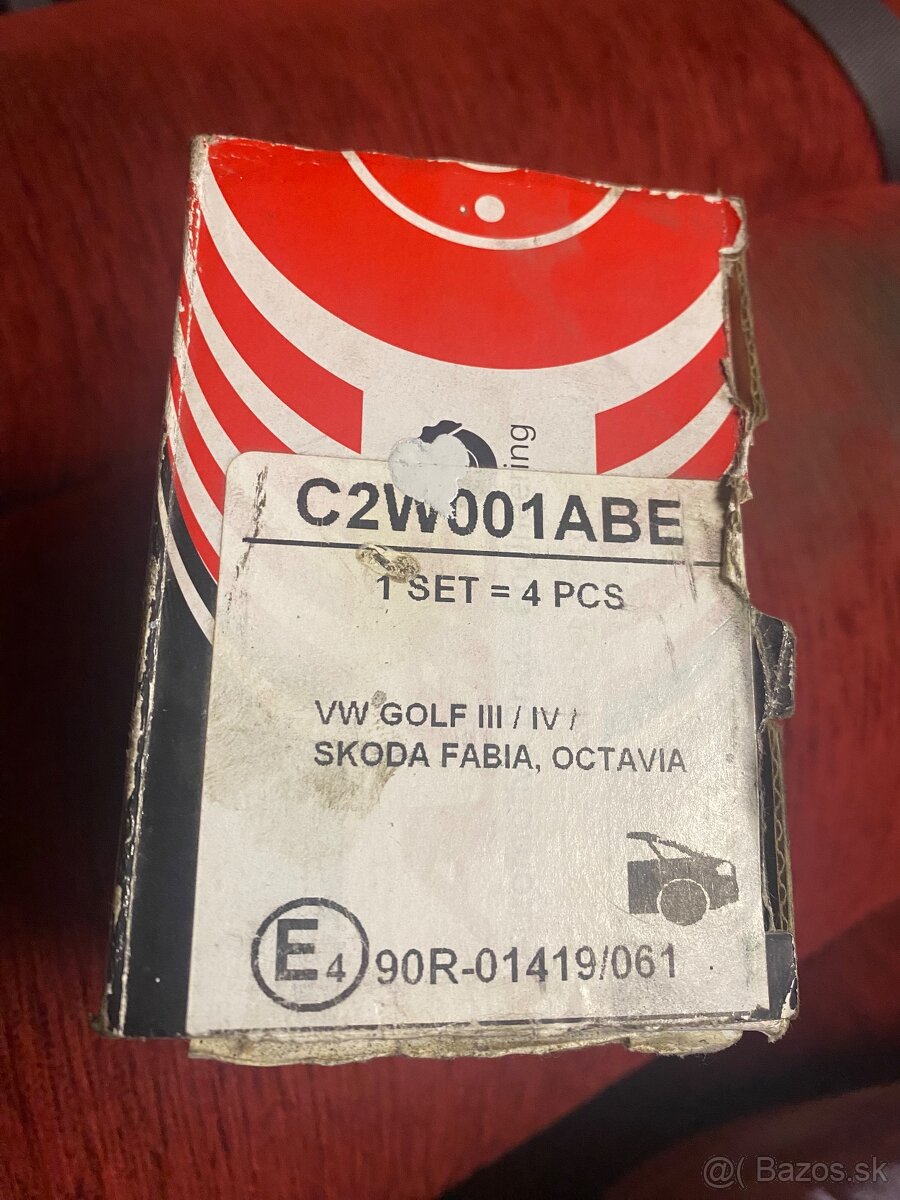 ing
C2W001ABE
1 SET = 4 PCS
VW GOLF III / IV /
SKODA FABIA, OCTAVIA
E4 90R-01419/061
@( Bazos.sk